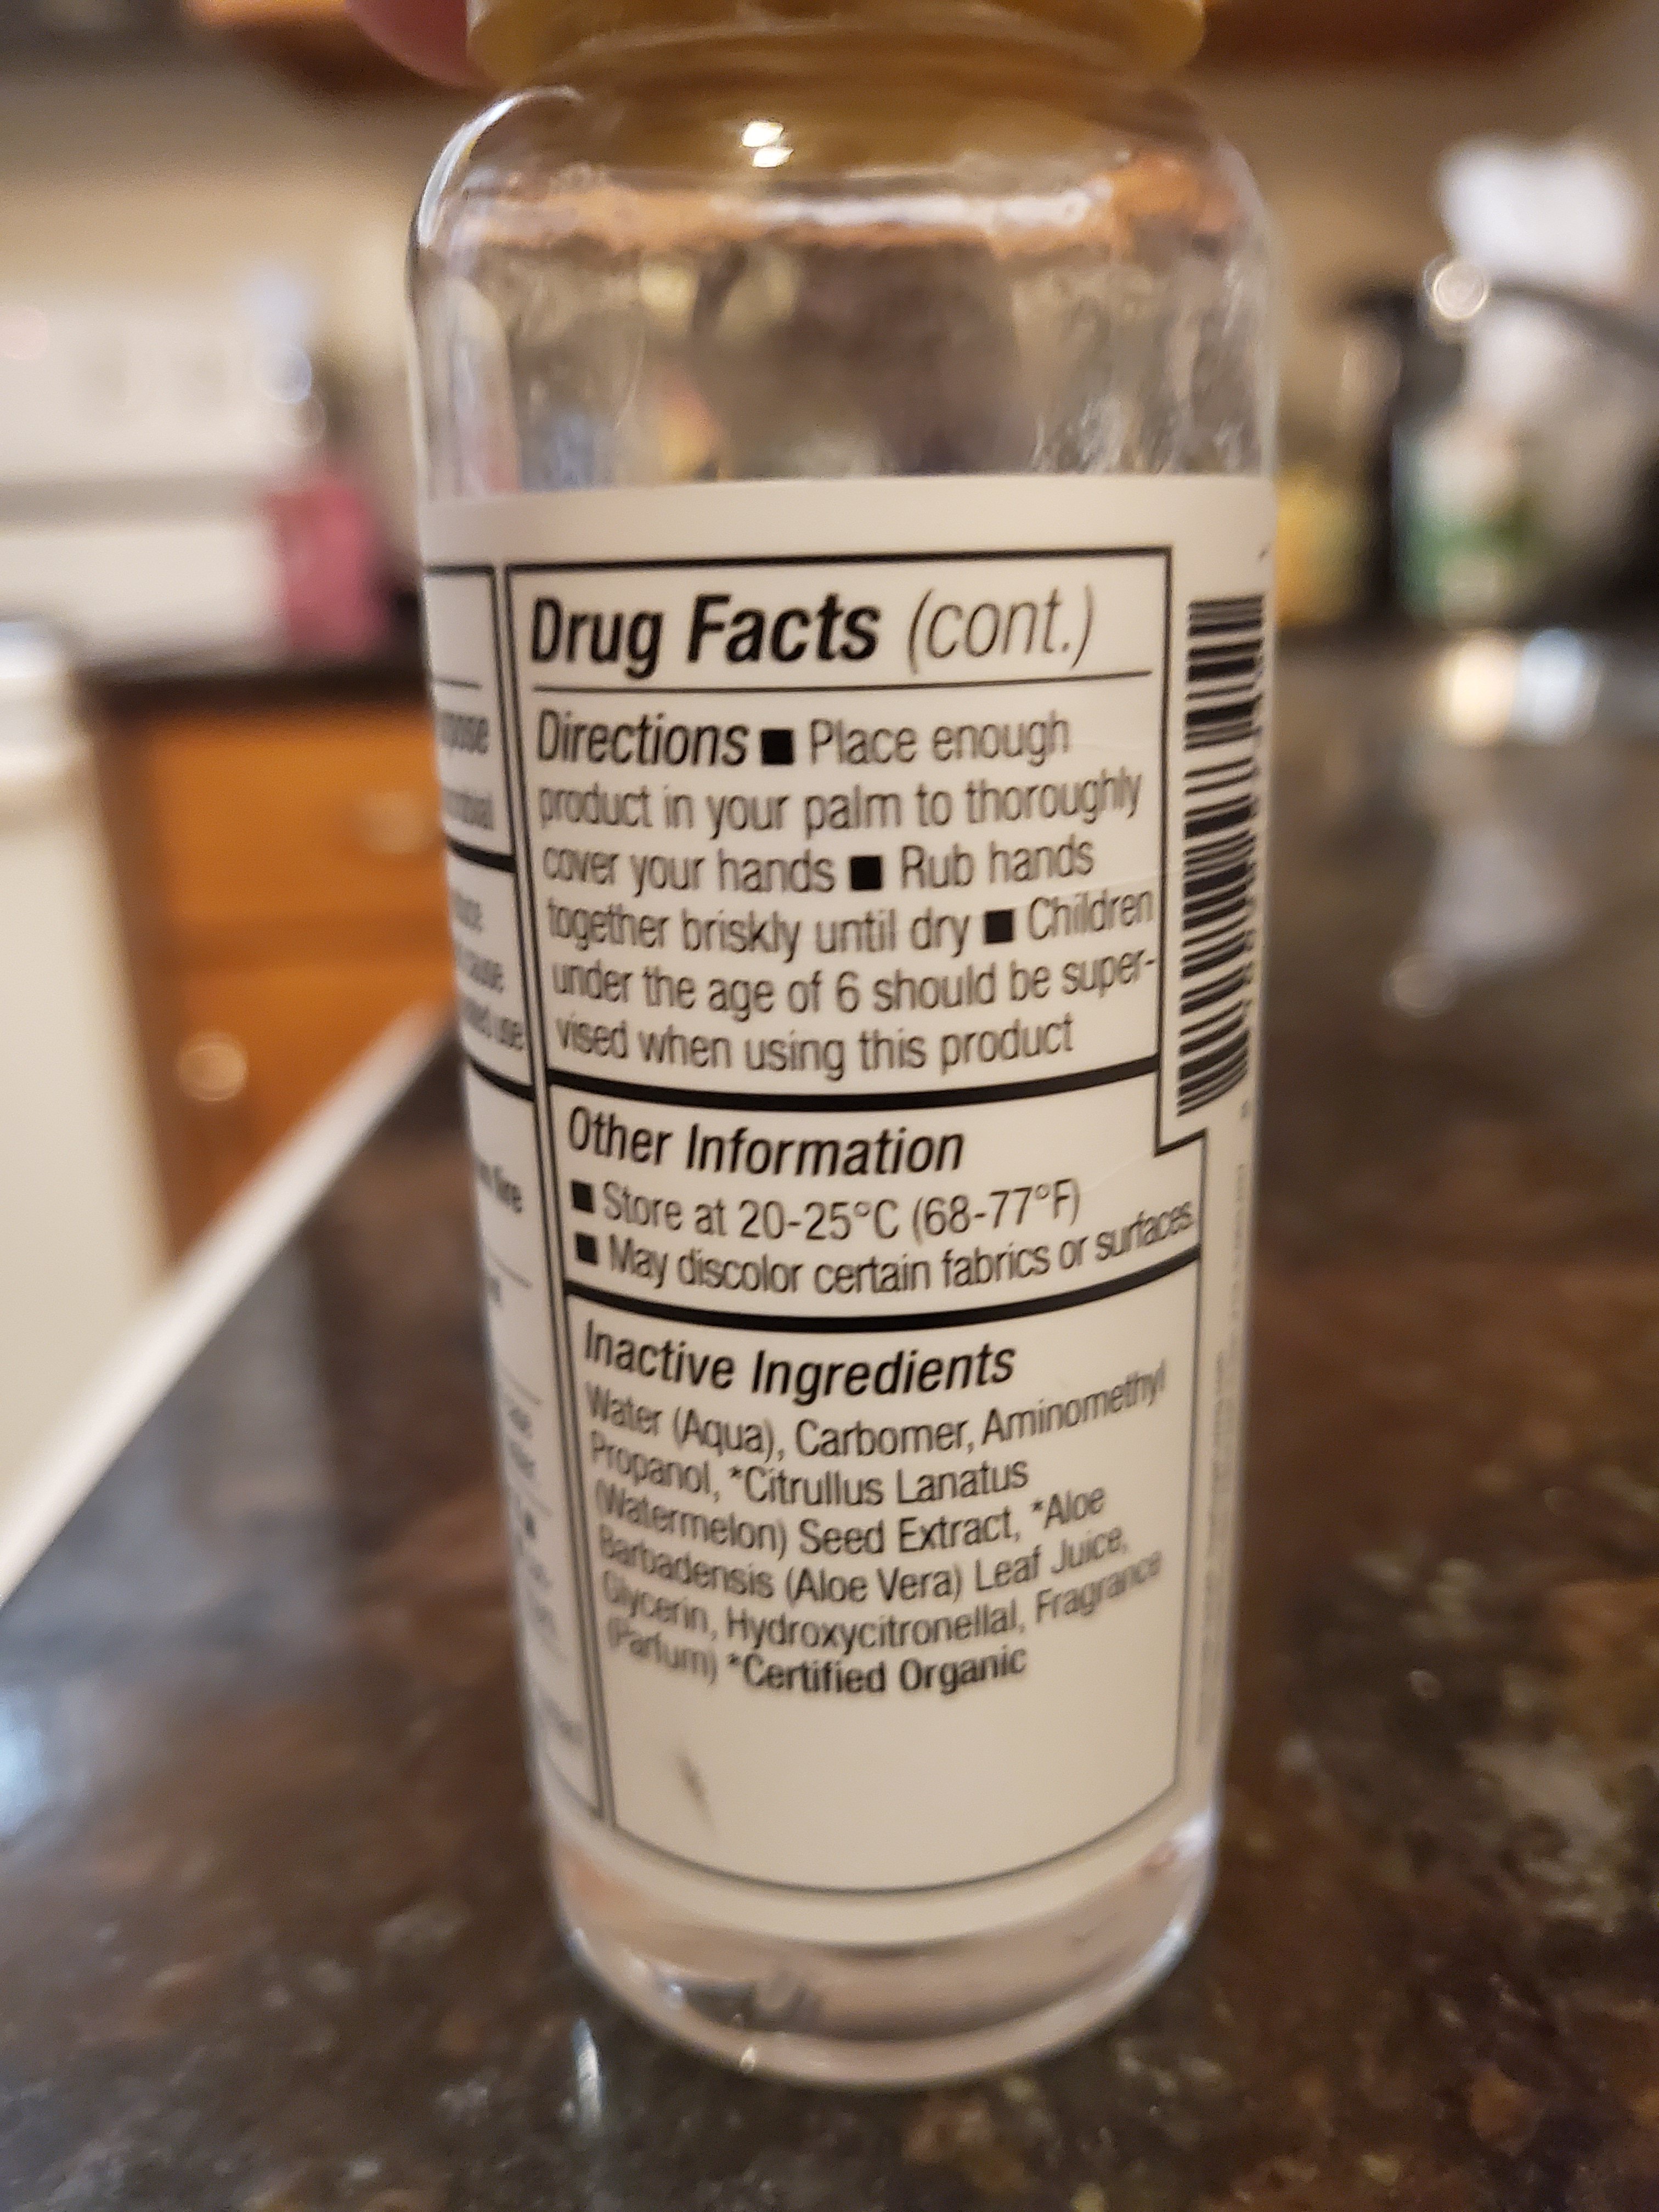 Drug Facts (cont.)
Directions ■ Place enough
product in your palm to thoroughly
cover your hands ■ Rub hands
together briskly until dry ■ Children
under the age of 6 should be super-
vised when using this product
Other Information
■ Store at 20-25°C (68-77°F)
■ May discolor certain fabrics or surfaces.
Inactive Ingredients
Water (Aqua), Carbomer, Aminomethyl
Propanol, *Citrullus Lanatus
(Watermelon) Seed Extract, *Aloe
Barbadensis (Aloe Vera) Leaf Juice,
Glycerin, Hydroxycitronellal, Fragrance
(Parfum) *Certified Organic